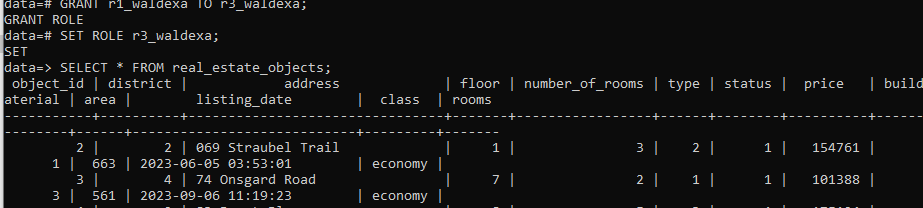 data=# GRANT r1_waldexa TO r3_waldexa;
GRANT ROLE
data=# SET ROLE r3_waldexa;
SET
data=> SELECT * FROM real_estate_objects;
 object_id | district |            address            | floor | number_of_rooms | type | status |  price   | build
aterial | area |        listing_date         |  class  | rooms
-----------+----------+-------------------------------+-------+-----------------+------+--------+----------+------
--------+------+-----------------------------+---------+-------
         2 |        2 | 069 Straubel Trail            |     1 |               3 |    2 |      1 |   154761 |
      1 |  663 | 2023-06-05 03:53:01         | economy |
         3 |        4 | 74 Onsgard Road               |     7 |               2 |    1 |      1 |   101388 |
      3 |  561 | 2023-09-06 11:19:23         | economy |